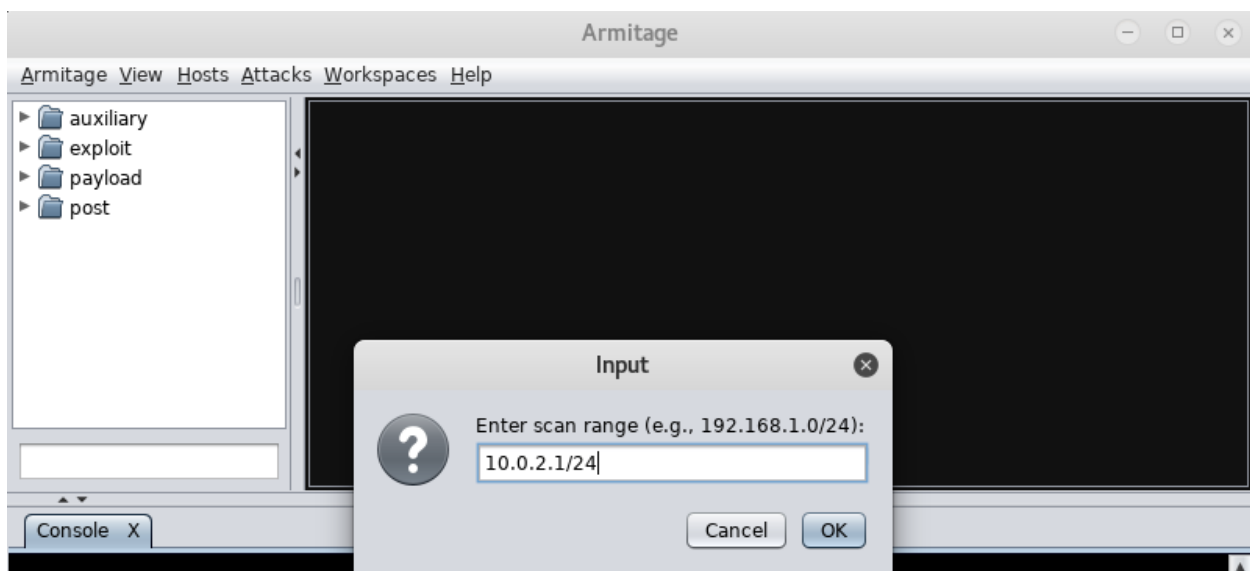 Armitage
Armitage View Hosts Attacks Workspaces Help
auxiliary
exploit
payload
post
Input
Enter scan range (e.g., 192.168.1.0/24):
10.0.2.1/24
Cancel OK
Console X